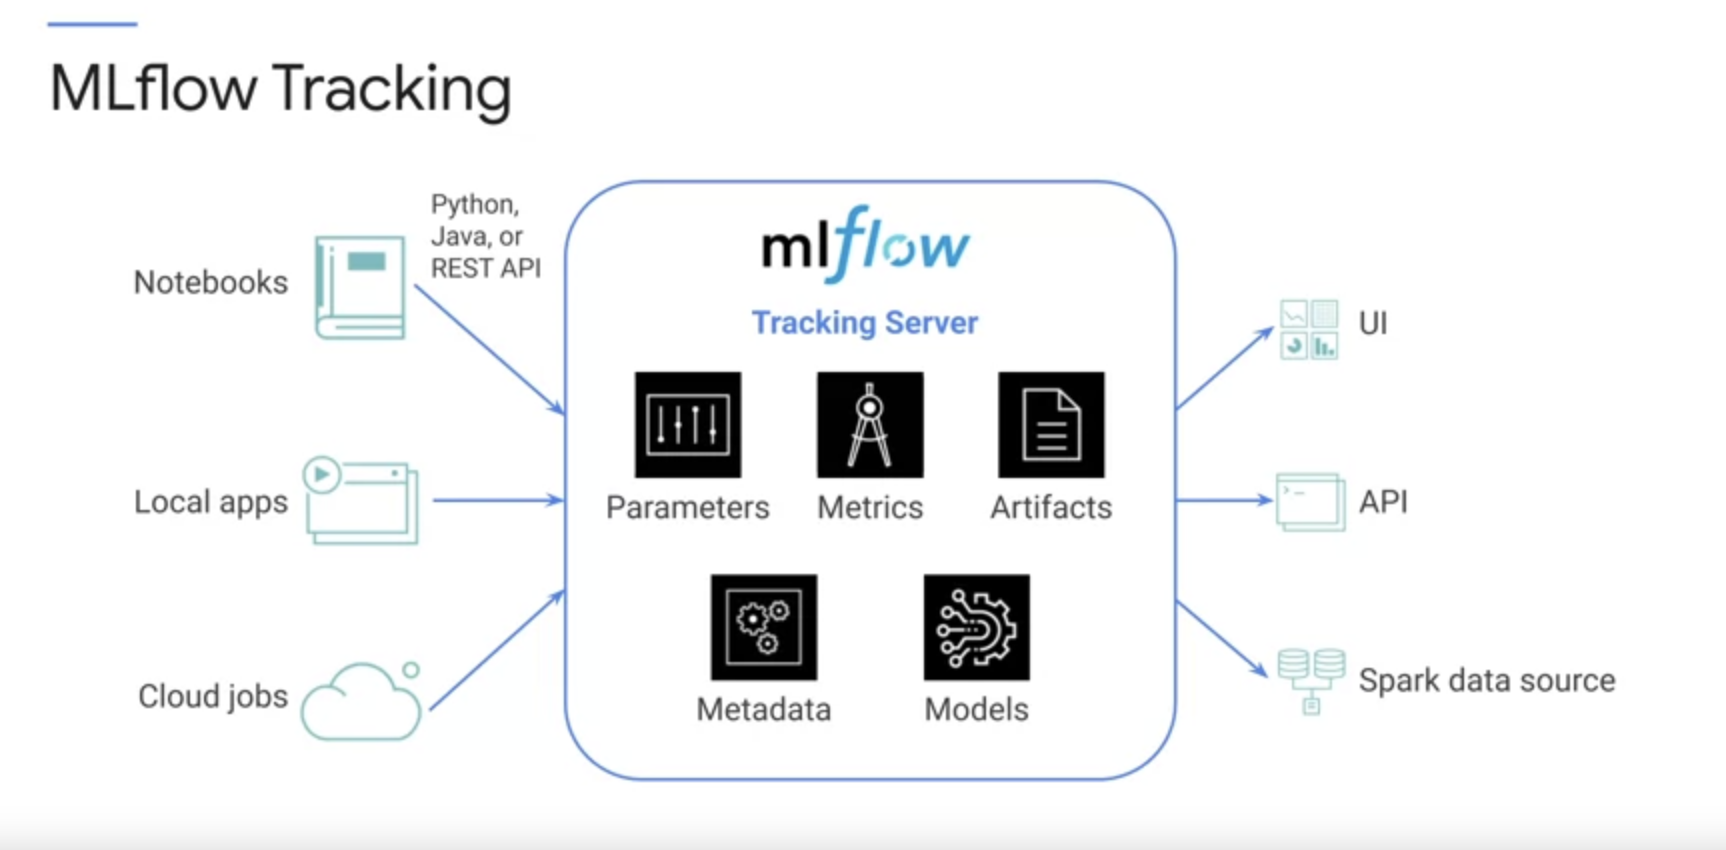 MLflow Tracking
Python,
Java, or
REST API
Notebooks
Local apps
Cloud jobs
mlflow
Tracking Server
Parameters
Metrics
Artifacts
Metadata
Models
UI
API
Spark data source